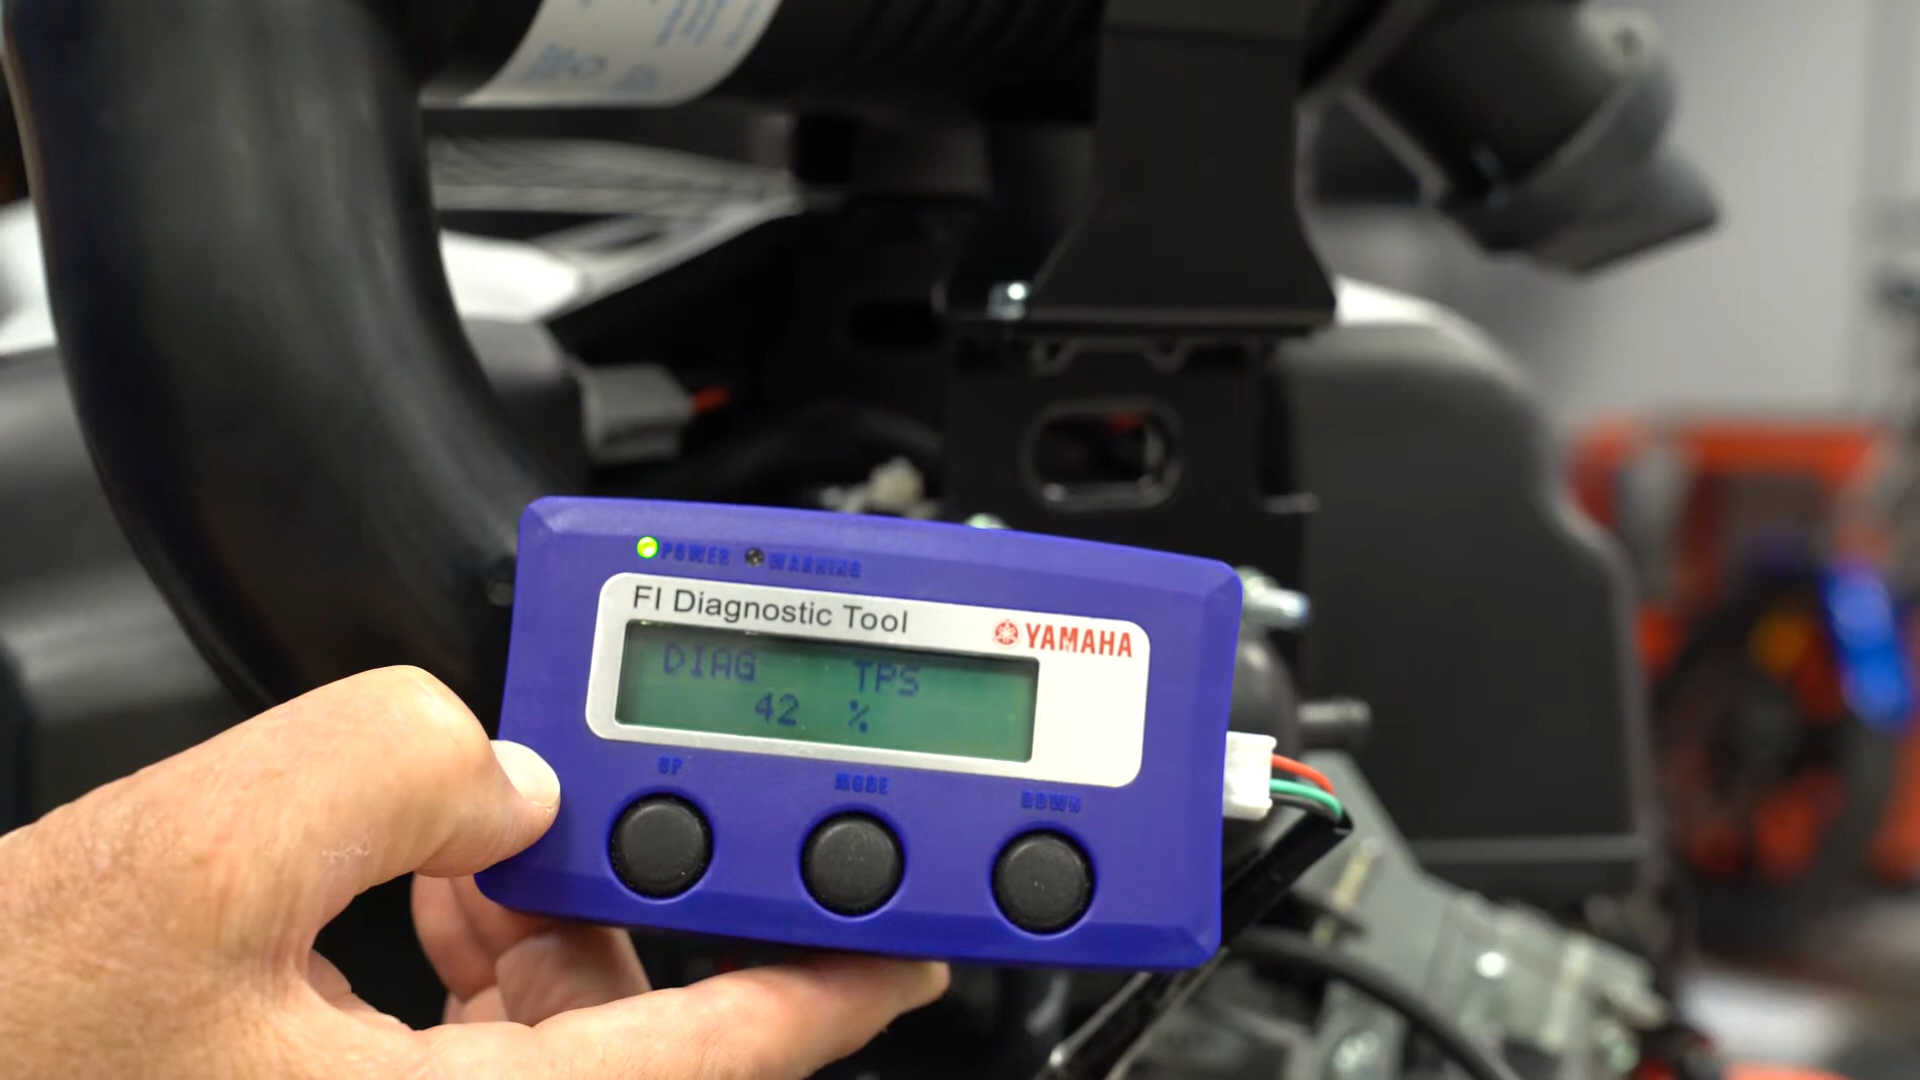 POWER WARNING
FI Diagnostic Tool
YAMAHA
DIAG TPS
42 %
UP MODE DOWN